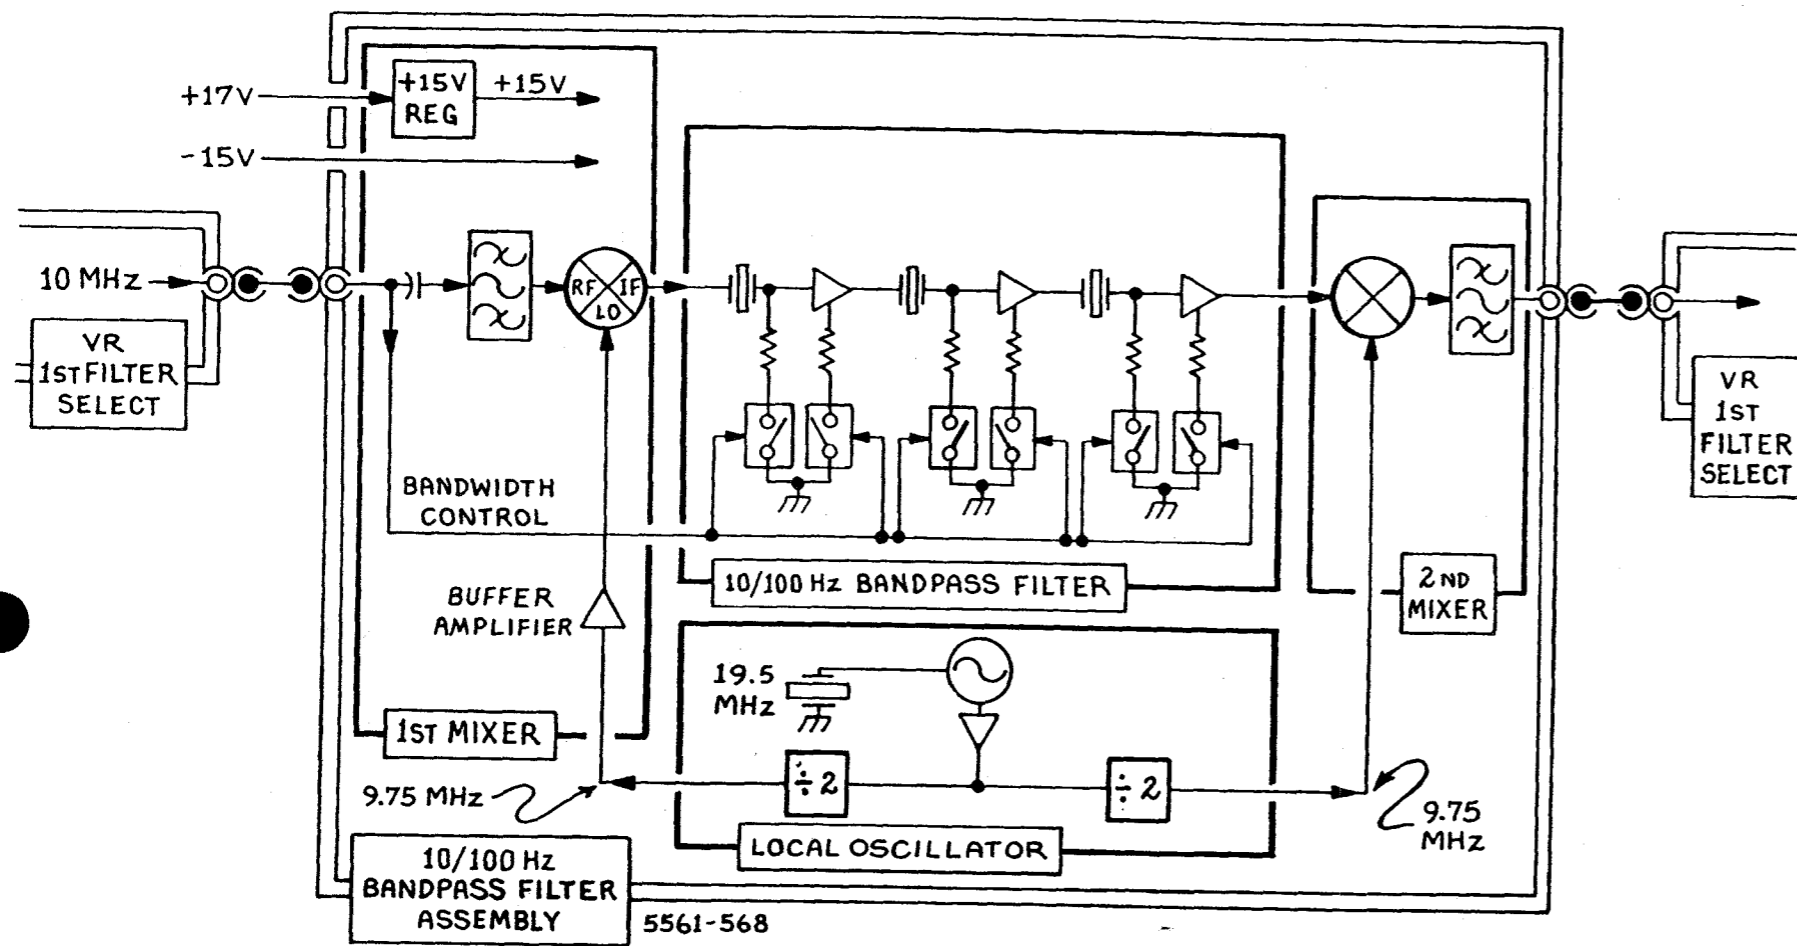 +17V
+15V
REG
+15V
-15V
10 MHz
VR
1ST FILTER
SELECT
RF
IF
LO
VR
1ST
FILTER
SELECT
BANDWIDTH
CONTROL
10/100 Hz BANDPASS FILTER
2ND
MIXER
BUFFER
AMPLIFIER
19.5
MHz
1ST MIXER
÷2
÷2
9.75 MHz
9.75
MHz
LOCAL OSCILLATOR
10/100 Hz
BANDPASS FILTER
ASSEMBLY
5561-568